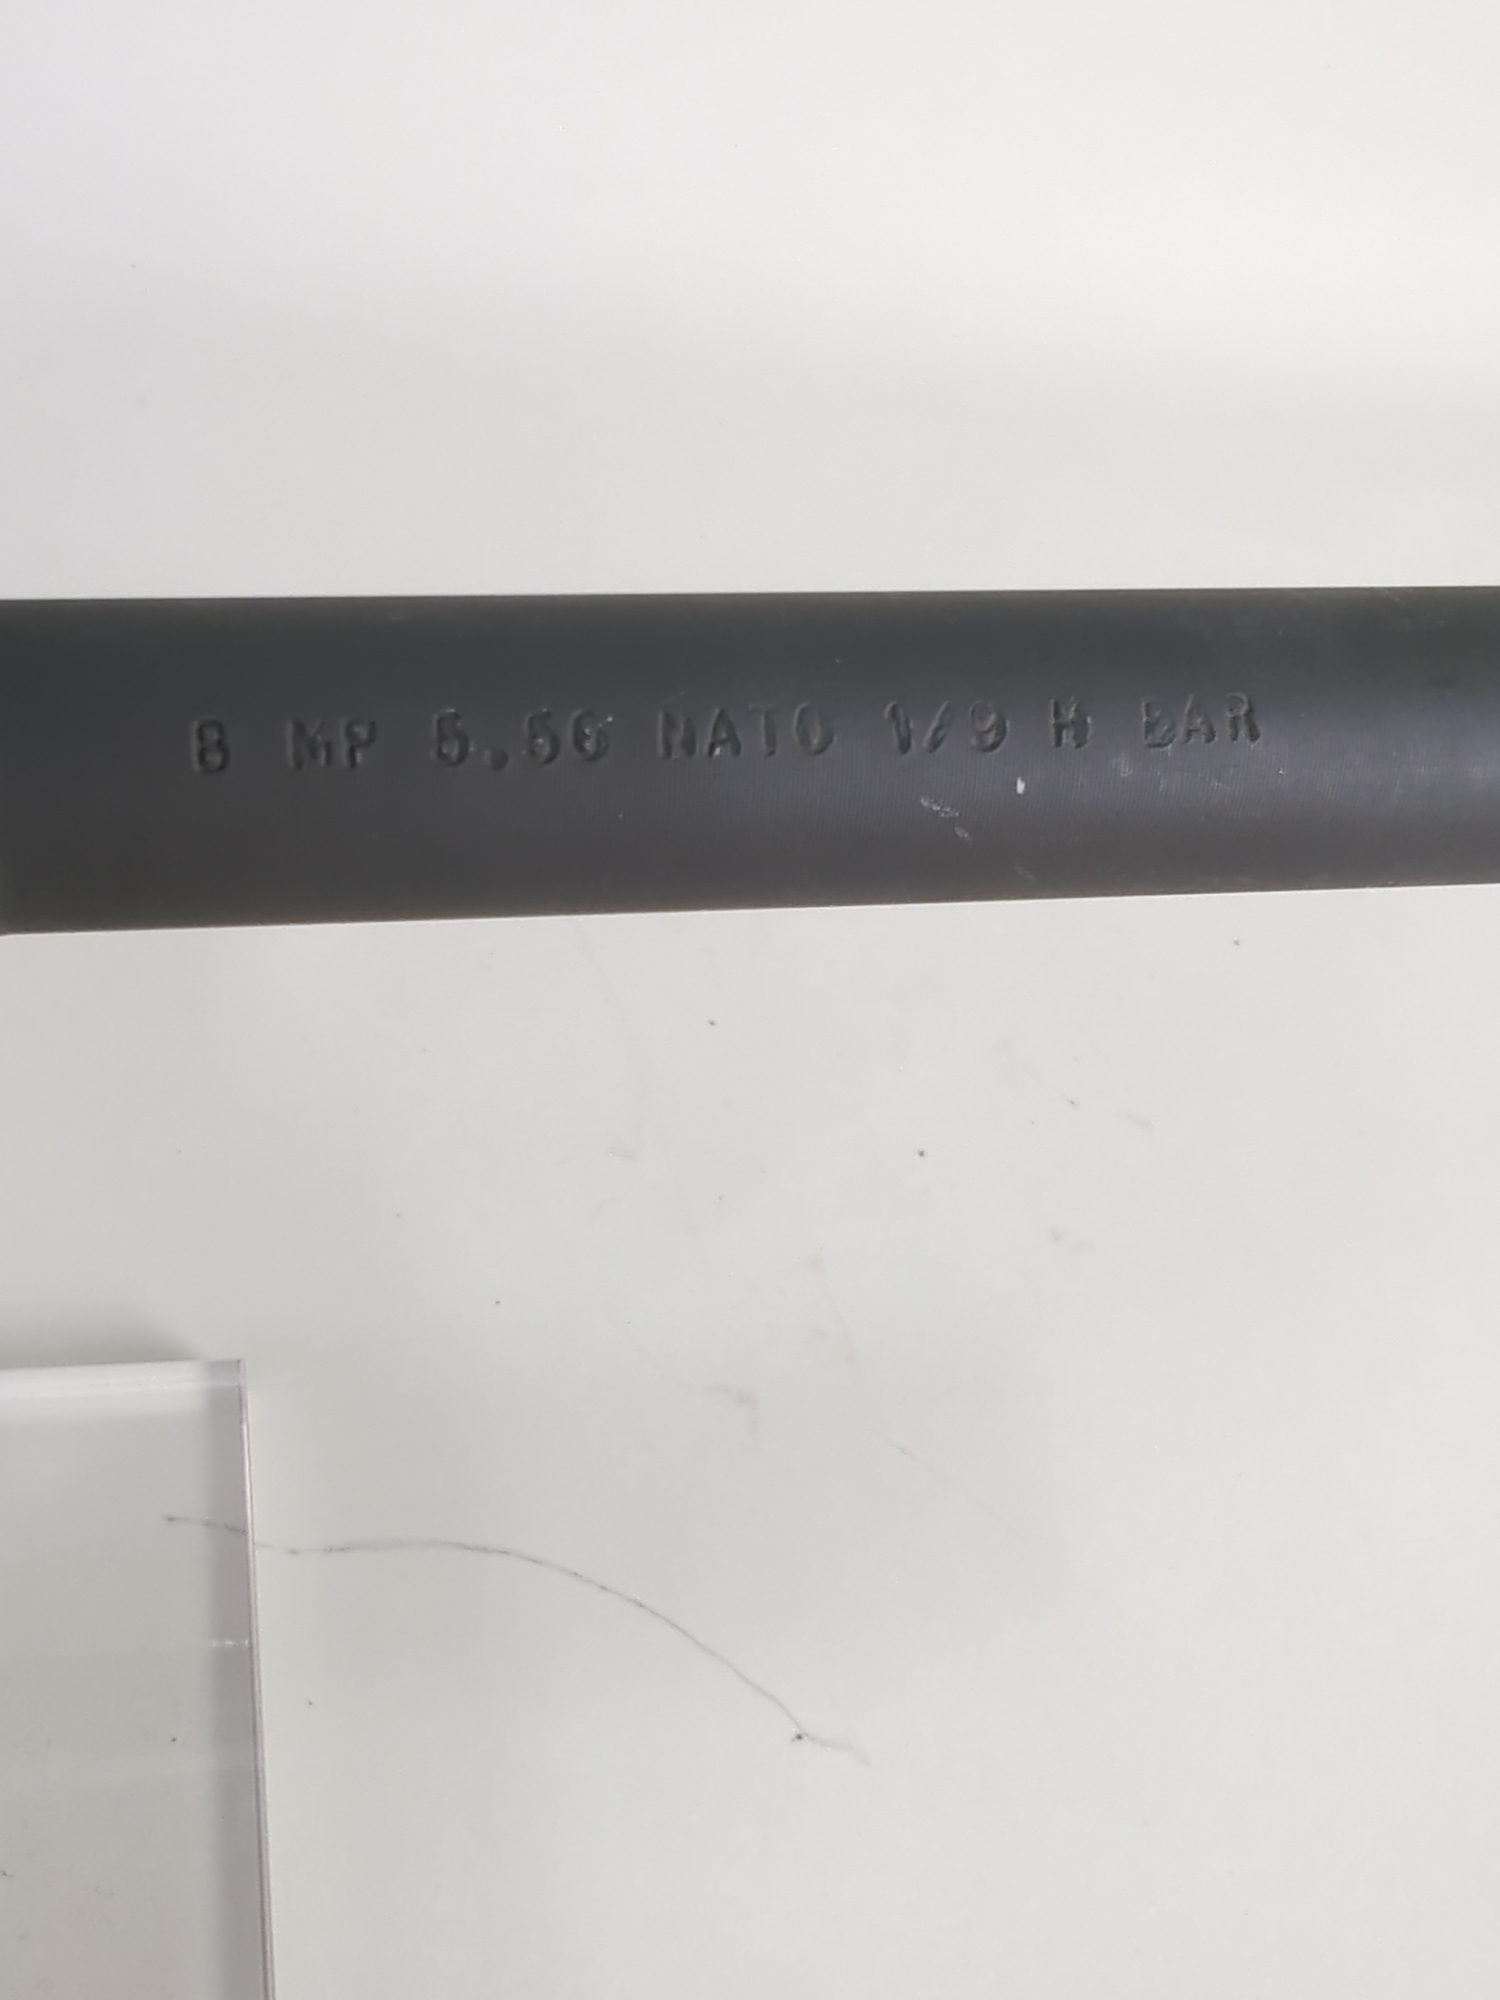 B MP 5.56 NATO 1/9 H BAR